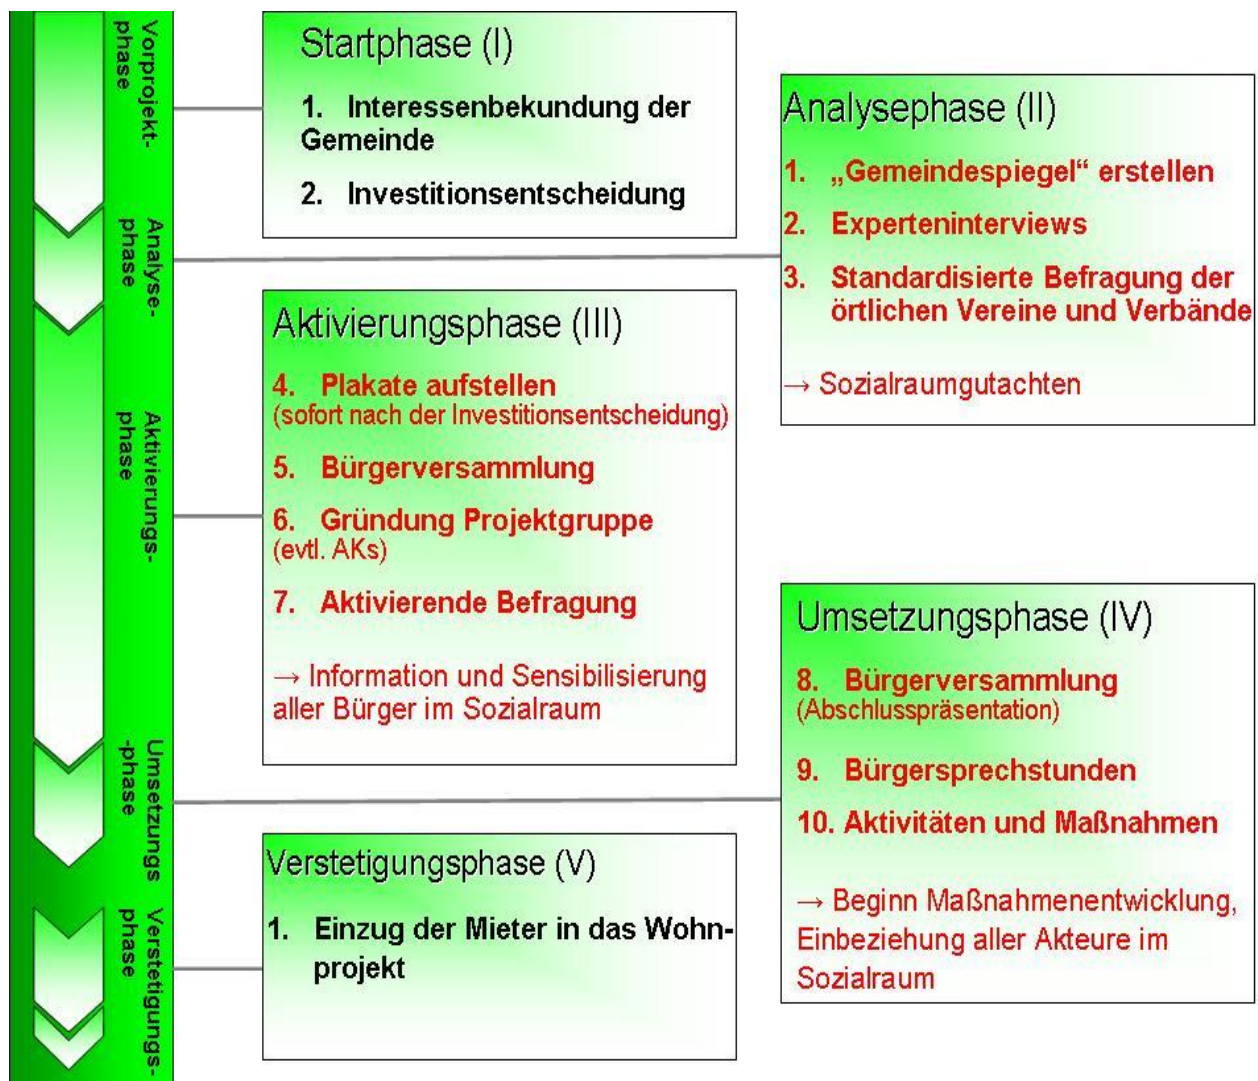 Vorprojekt-
phase
Analyse-
phase
Aktivierungs-
phase
Umsetzungs
-phase
Verstetigungs-
phase
Startphase (I)
1. Interessenbekundung der
Gemeinde
2. Investitionsentscheidung
Analysephase (II)
1. „Gemeindespiegel“ erstellen
2. Experteninterviews
3. Standardisierte Befragung der
örtlichen Vereine und Verbände
→ Sozialraumgutachten
Aktivierungsphase (III)
4. Plakate aufstellen
(sofort nach der Investitionsentscheidung)
5. Bürgerversammlung
6. Gründung Projektgruppe
(evtl. AKs)
7. Aktivierende Befragung
→ Information und Sensibilisierung
aller Bürger im Sozialraum
Umsetzungsphase (IV)
8. Bürgerversammlung
(Abschlusspräsentation)
9. Bürgersprechstunden
10. Aktivitäten und Maßnahmen
→ Beginn Maßnahmenentwicklung,
Einbeziehung aller Akteure im
Sozialraum
Verstetigungsphase (V)
1. Einzug der Mieter in das Wohn-
projekt